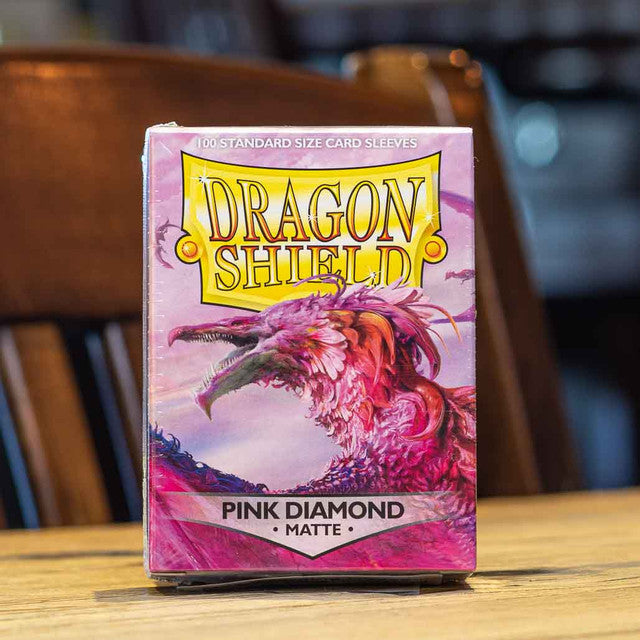 100 STANDARD SIZE CARD SLEEVES
DRAGON
SHIELD
PINK DIAMOND
• MATTE •